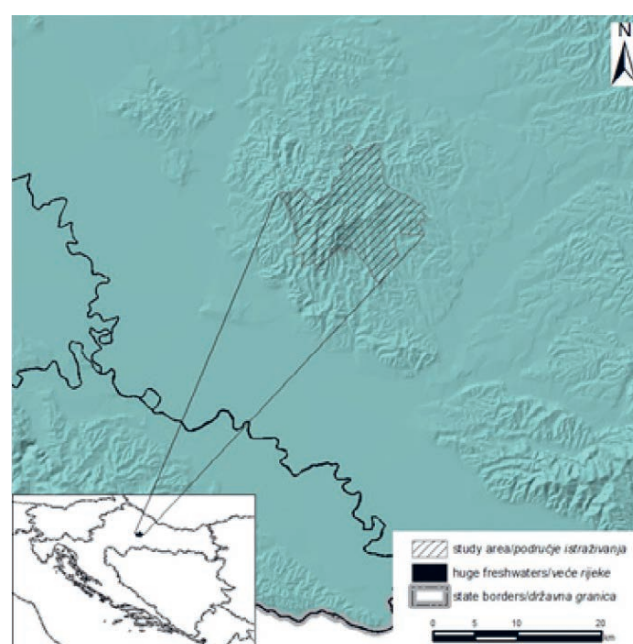 N
study area/područje istraživanja
huge freshwaters/veće rijeke
state borders/državna granica
0 5 10 20
km